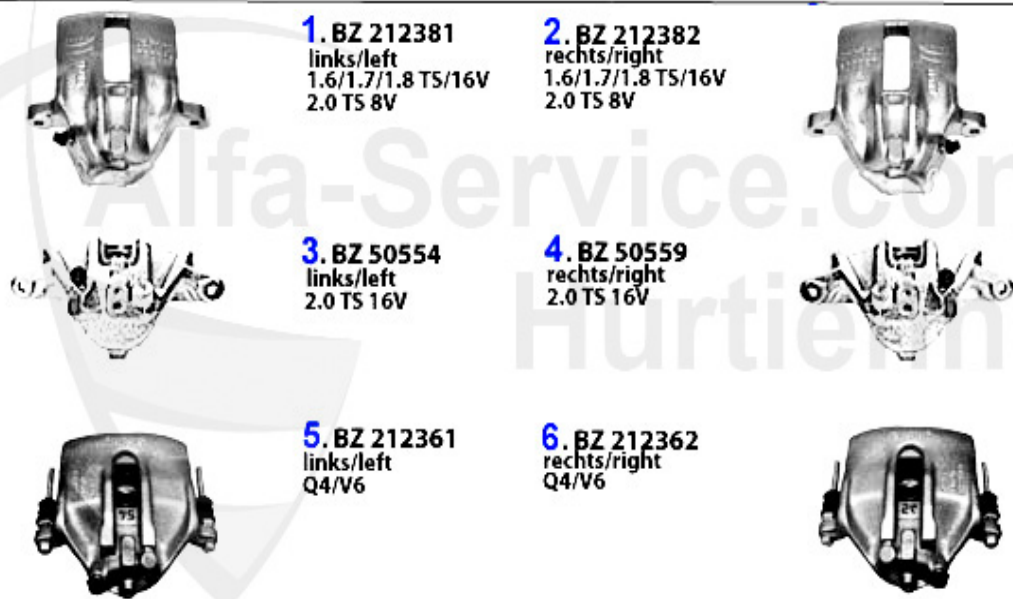 1. BZ 212381
links/left
1.6/1.7/1.8 TS/16V
2.0 TS 8V
2. BZ 212382
rechts/right
1.6/1.7/1.8 TS/16V
2.0 TS 8V
Alfa-Service.com
3. BZ 50554
links/left
2.0 TS 16V
4. BZ 50559
rechts/right
2.0 TS 16V
5. BZ 212361
links/left
Q4/V6
6. BZ 212362
rechts/right
Q4/V6